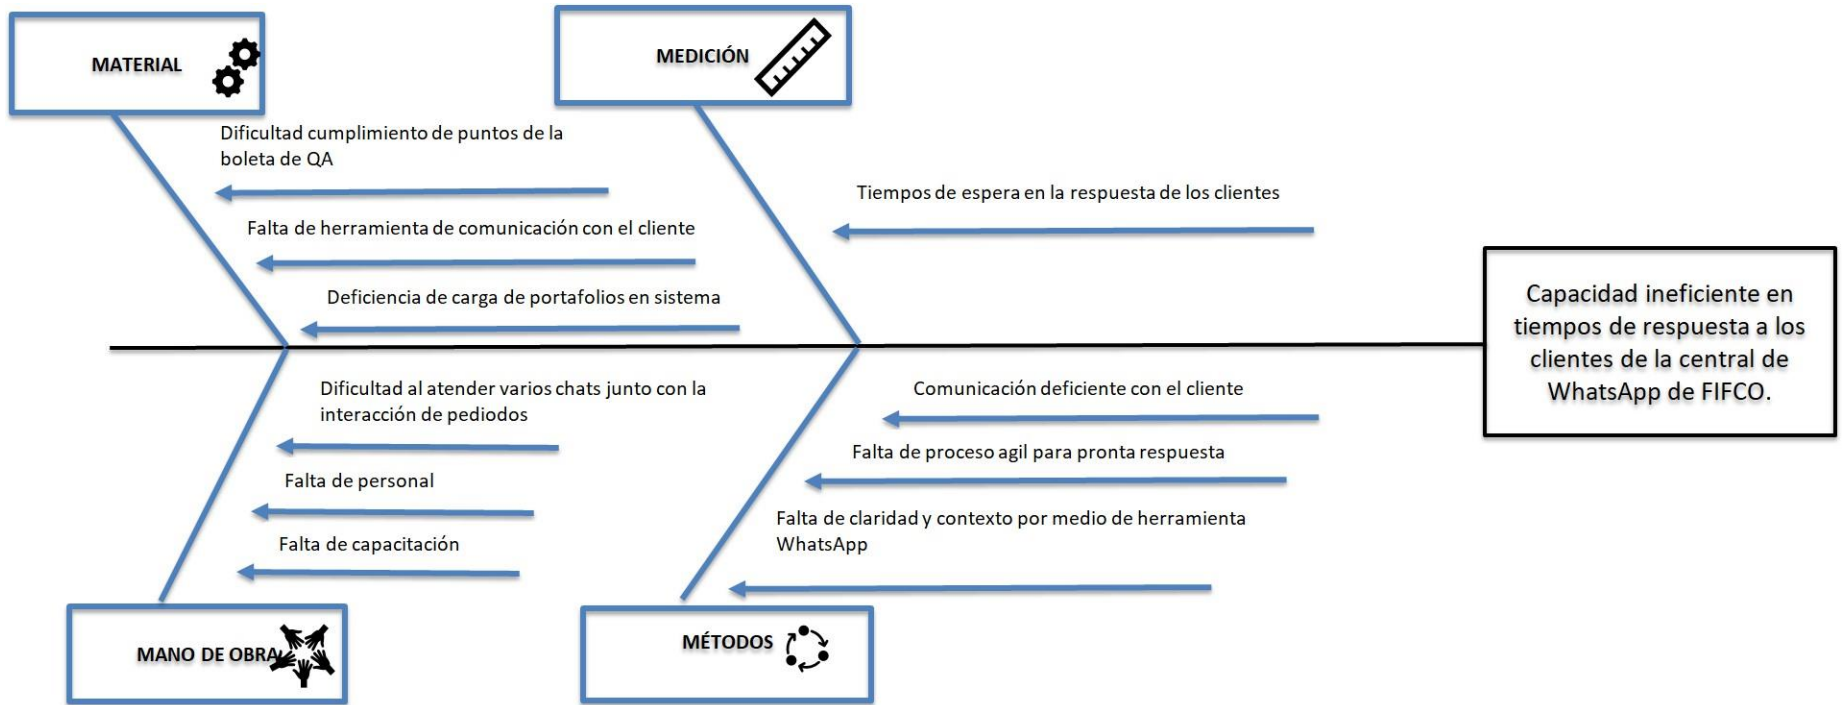 MATERIAL
MEDICIÓN
Dificultad cumplimiento de puntos de la
boleta de QA
Falta de herramienta de comunicación con el cliente
Deficiencia de carga de portafolios en sistema
Tiempos de espera en la respuesta de los clientes
Capacidad ineficiente en
tiempos de respuesta a los
clientes de la central de
WhatsApp de FIFCO.
Dificultad al atender varios chats junto con la
interacción de pediodos
Falta de personal
Falta de capacitación
Comunicación deficiente con el cliente
Falta de proceso agil para pronta respuesta
Falta de claridad y contexto por medio de herramienta
WhatsApp
MANO DE OBRA
MÉTODOS